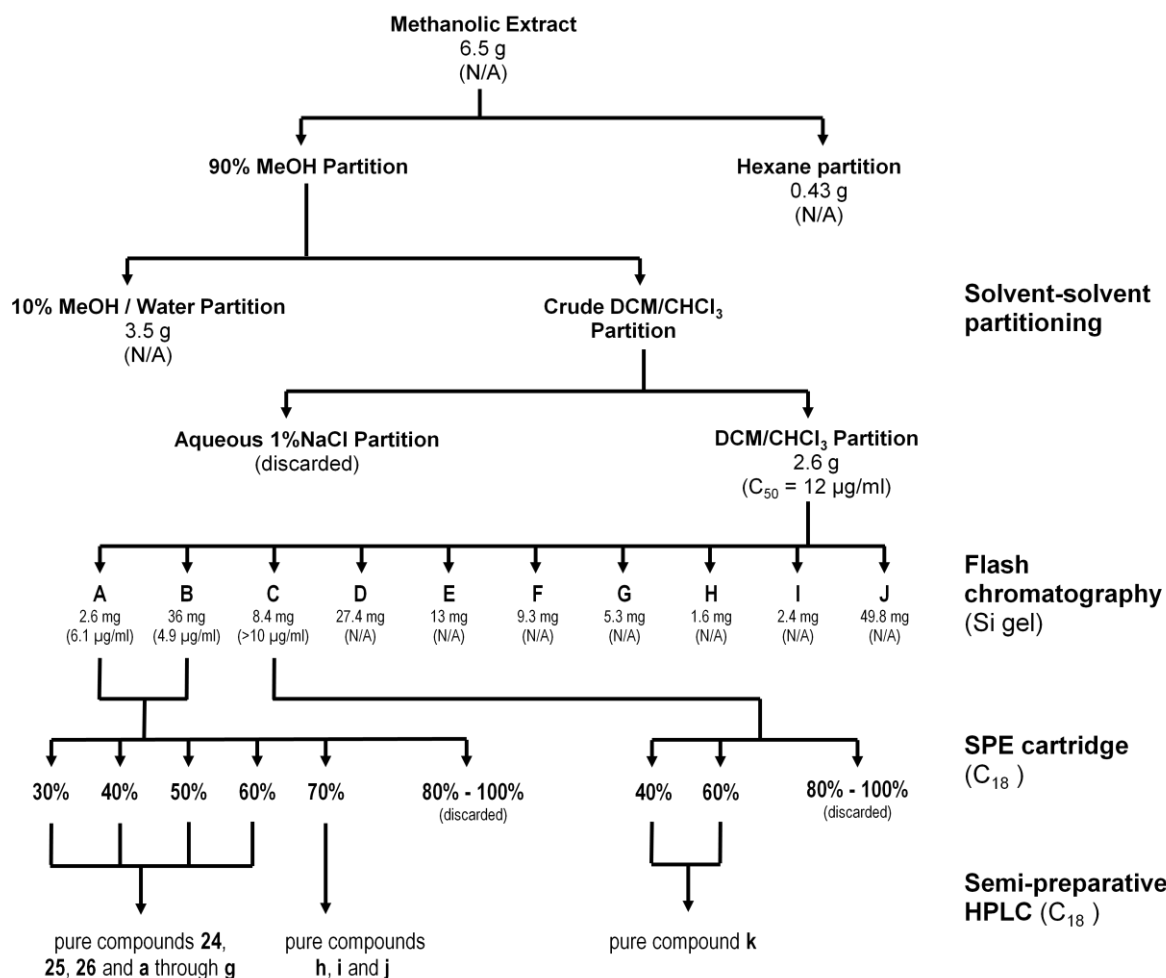 Methanolic Extract
6.5 g
(N/A)
90% MeOH Partition
Hexane partition
0.43 g
(N/A)
10% MeOH / Water Partition
3.5 g
(N/A)
Crude DCM/CHCl₃
Partition
Solvent-solvent
partitioning
Aqueous 1%NaCl Partition
(discarded)
DCM/CHCl₃ Partition
2.6 g
(C₅₀ = 12 µg/ml)
A
2.6 mg
(6.1 µg/ml)
B
36 mg
(4.9 µg/ml)
C
8.4 mg
(>10 µg/ml)
D
27.4 mg
(N/A)
E
13 mg
(N/A)
F
9.3 mg
(N/A)
G
5.3 mg
(N/A)
H
1.6 mg
(N/A)
I
2.4 mg
(N/A)
J
49.8 mg
(N/A)
Flash
chromatography
(Si gel)
30%
40%
50%
60%
70%
80% - 100%
(discarded)
40%
60%
80% - 100%
(discarded)
SPE cartridge
(C₁₈ )
pure compounds 24,
25, 26 and a through g
pure compounds
h, i and j
pure compound k
Semi-preparative
HPLC (C₁₈ )